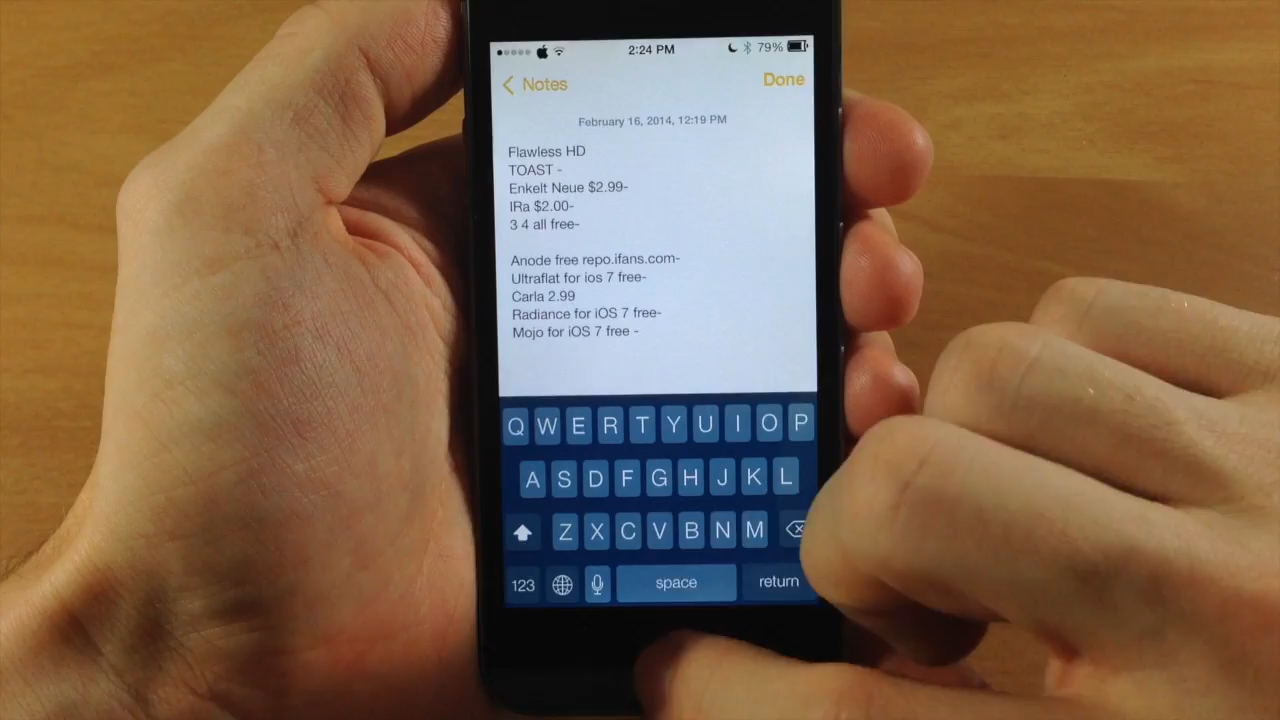 2:24 PM
79%
Notes
Done
February 16, 2014, 12:19 PM
Flawless HD
TOAST -
Enkelt Neue $2.99-
IRa $2.00-
3 4 all free-
Anode free repo.ifans.com-
Ultraflat for ios 7 free-
Carla 2.99
Radiance for iOS 7 free-
Mojo for iOS 7 free -
Q W E R T Y U I O P
A S D F G H J K L
Z X C V B N M
123 space return